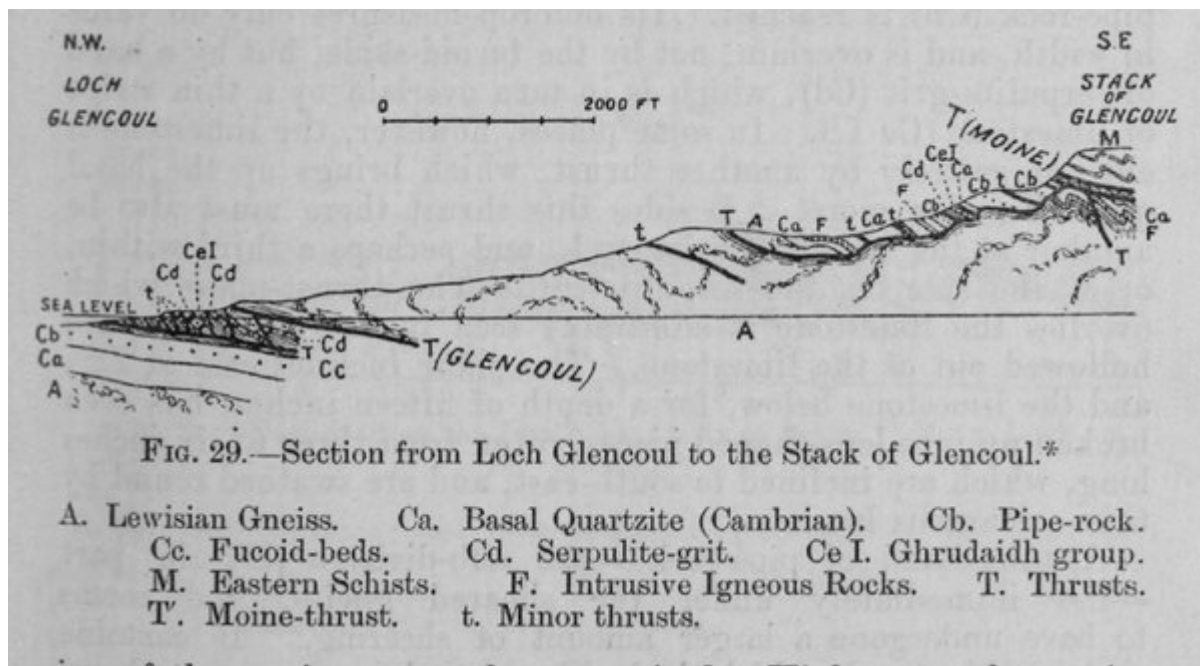 N.W.
LOCH
GLENCOUL
S.E
STACK
OF
GLENCOUL
M
0 2000 FT
T (MOINE)
CeI
Cd Ca
F Cb t Cb
T A Ca F t Ca t
t
Ca
F
T
CeI
Cd Cd
t
SEA LEVEL
Cb
Ca
A
Cd
T
Cc
T (GLENCOUL)
A
FIG. 29.—Section from Loch Glencoul to the Stack of Glencoul.*
A. Lewisian Gneiss. Ca. Basal Quartzite (Cambrian). Cb. Pipe-rock.
Cc. Fucoid-beds. Cd. Serpulite-grit. Ce I. Ghrudaidh group.
M. Eastern Schists. F. Intrusive Igneous Rocks. T. Thrusts.
T'. Moine-thrust. t. Minor thrusts.